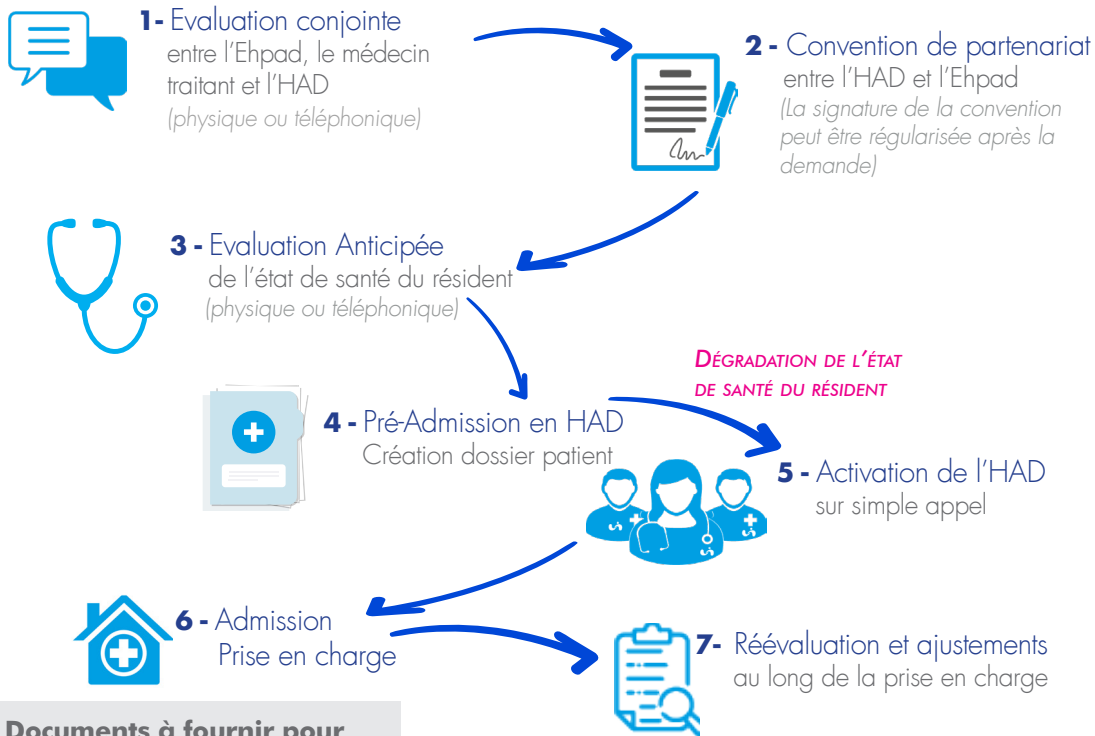 1- Evaluation conjointe
entre l'Ehpad, le médecin
traitant et l'HAD
(physique ou téléphonique)
2 - Convention de partenariat
entre l'HAD et l'Ehpad
(La signature de la convention
peut être régularisée après la
demande)
3 - Evaluation Anticipée
de l'état de santé du résident
(physique ou téléphonique)
4 - Pré-Admission en HAD
Création dossier patient
DÉGRADATION DE L'ÉTAT
DE SANTÉ DU RÉSIDENT
5 - Activation de l'HAD
sur simple appel
6 - Admission
Prise en charge
7- Réévaluation et ajustements
au long de la prise en charge
Documents à fournir pour